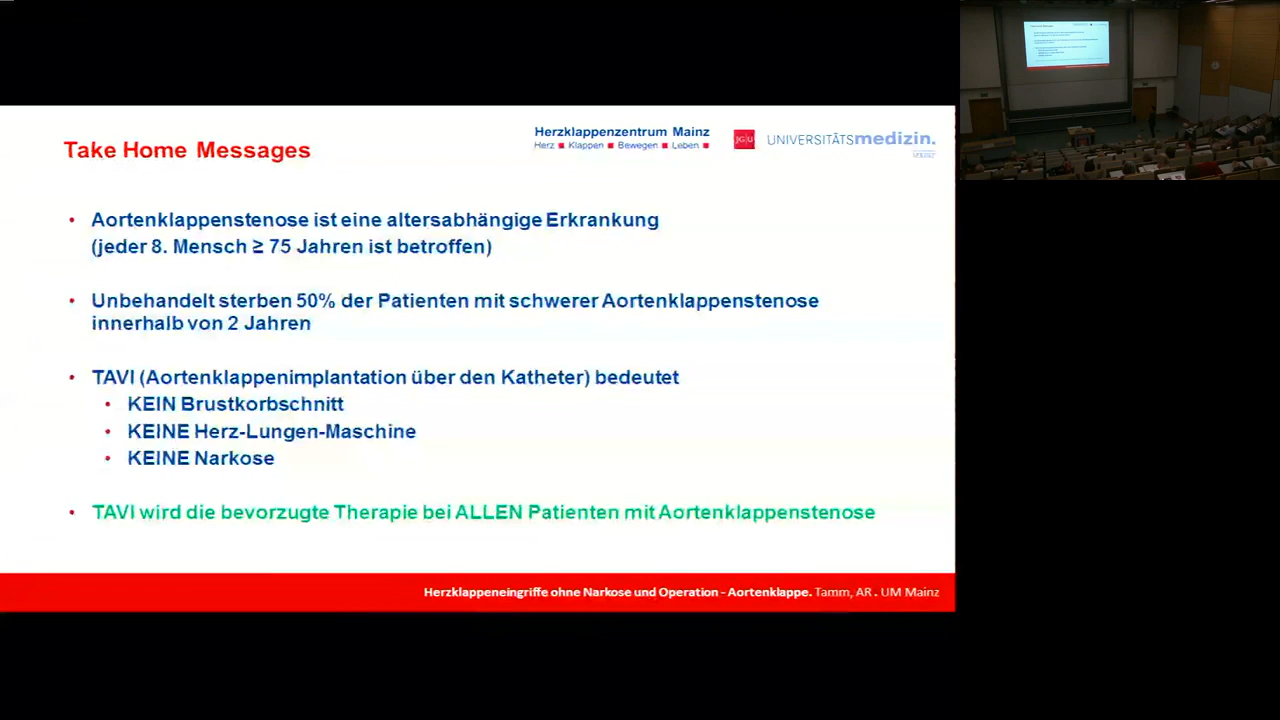 Take Home Messages
Herzklappenzentrum Mainz
Herz ■ Klappen ■ Bewegen ■ Leben ■
JG|U
UNIVERSITÄTSmedizin.
MAINZ
• Aortenklappenstenose ist eine altersabhängige Erkrankung
(jeder 8. Mensch ≥ 75 Jahren ist betroffen)
• Unbehandelt sterben 50% der Patienten mit schwerer Aortenklappenstenose
innerhalb von 2 Jahren
• TAVI (Aortenklappenimplantation über den Katheter) bedeutet
• KEIN Brustkorbschnitt
• KEINE Herz-Lungen-Maschine
• KEINE Narkose
• TAVI wird die bevorzugte Therapie bei ALLEN Patienten mit Aortenklappenstenose
Herzklappeneingriffe ohne Narkose und Operation - Aortenklappe. Tamm, AR . UM Mainz